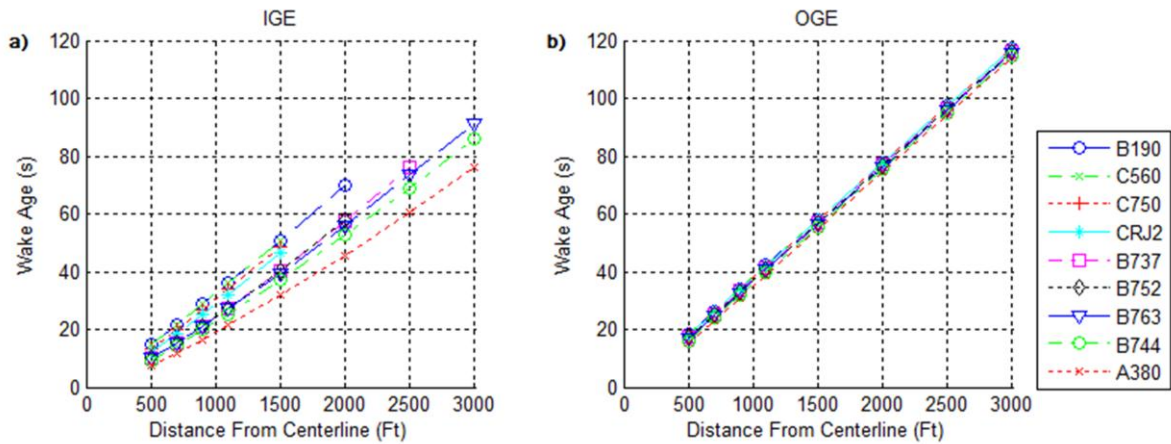 IGE
a)
120
100
80
60
40
20
0
Wake Age (s)
0 500 1000 1500 2000 2500 3000
Distance From Centerline (Ft)
OGE
b)
120
100
80
60
40
20
0
Wake Age (s)
0 500 1000 1500 2000 2500 3000
Distance From Centerline (Ft)
B190
C560
C750
CRJ2
B737
B752
B763
B744
A380